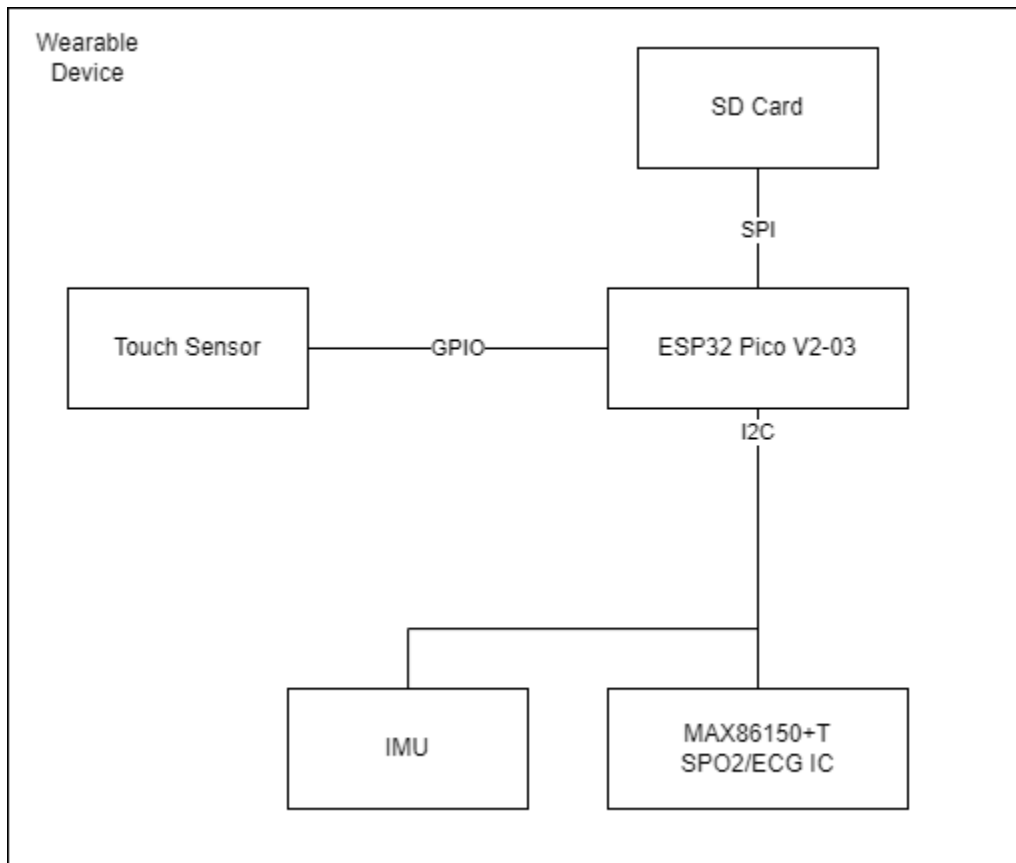 Wearable
Device
SD Card
SPI
Touch Sensor
GPIO
ESP32 Pico V2-03
I2C
IMU
MAX86150+T
SPO2/ECG IC